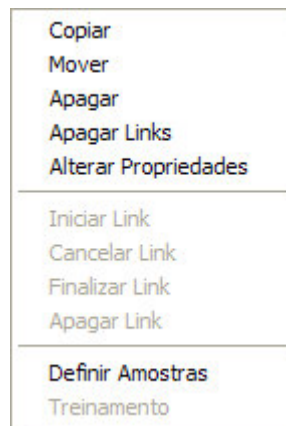 Copiar
Mover
Apagar
Apagar Links
Alterar Propriedades
Iniciar Link
Cancelar Link
Finalizar Link
Apagar Link
Definir Amostras
Treinamento